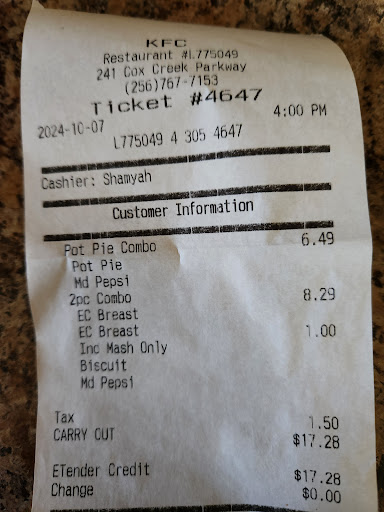 KFC
Restaurant #L775049
241 Cox Creek Parkway
(256)767-7153
Ticket #4647
2024-10-07 4:00 PM
L775049 4 305 4647
Cashier: Shamyah
Customer Information
Pot Pie Combo 6.49
Pot Pie
Md Pepsi
2pc Combo 8.29
EC Breast
EC Breast 1.00
Inc Mash Only
Biscuit
Md Pepsi
Tax 1.50
CARRY OUT $17.28
ETender Credit $17.28
Change $0.00